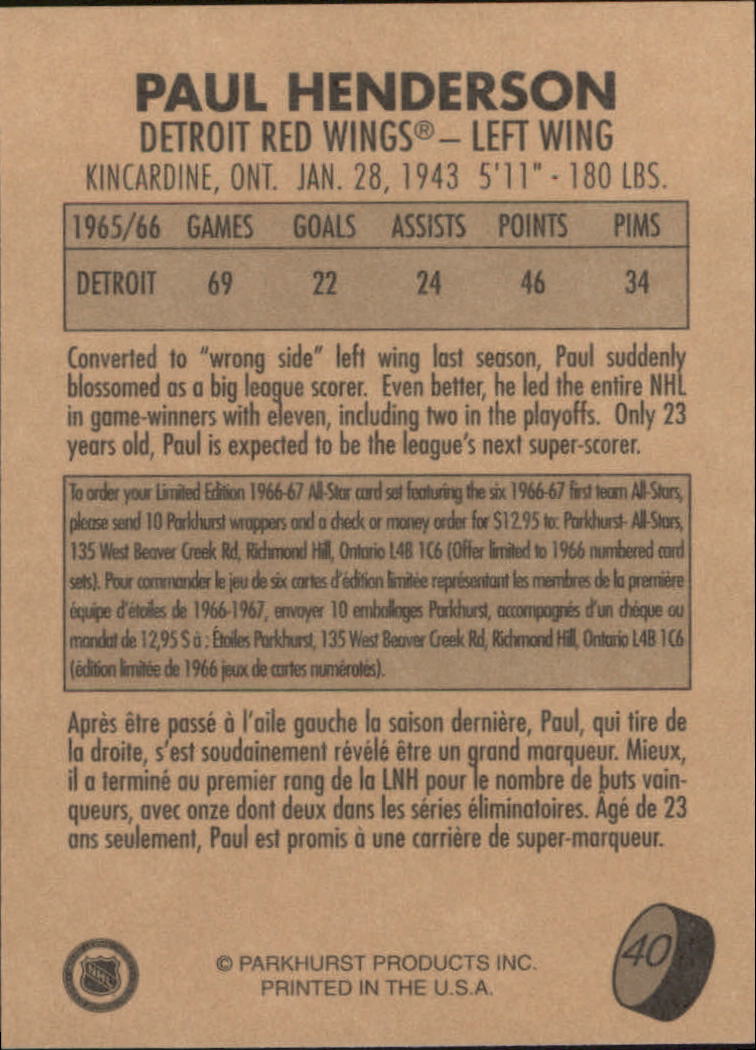 PAUL HENDERSON
DETROIT RED WINGS® – LEFT WING
KINCARDINE, ONT. JAN. 28, 1943 5'11" - 180 LBS.
1965/66 GAMES GOALS ASSISTS POINTS PIMS
DETROIT 69 22 24 46 34
Converted to "wrong side" left wing last season, Paul suddenly
blossomed as a big league scorer. Even better, he led the entire NHL
in game-winners with eleven, including two in the playoffs. Only 23
years old, Paul is expected to be the league's next super-scorer.
To order your Limited Edition 1966-67 All-Star card set featuring the six 1966-67 first team All-Stars,
please send 10 Parkhurst wrappers and a check or money order for $12.95 to: Parkhurst- All-Stars,
135 West Beaver Creek Rd, Richmond Hill, Ontario L4B 1C6 (Offer limited to 1966 numbered card
sets). Pour commander le jeu de six cartes d'édition limitée représentant les membres de la première
équipe d'étoiles de 1966-1967, envoyer 10 emballages Parkhurst, accompagnés d'un chèque ou
mandat de 12,95 $ à : Étoiles Parkhurst, 135 West Beaver Creek Rd, Richmond Hill, Ontario L4B 1C6
(édition limitée de 1966 jeux de cartes numérotés).
Après être passé à l'aile gauche la saison dernière, Paul, qui tire de
la droite, s'est soudainement révélé être un grand marqueur. Mieux,
il a terminé au premier rang de la LNH pour le nombre de buts vain-
queurs, avec onze dont deux dans les séries éliminatoires. Âgé de 23
ans seulement, Paul est promis à une carrière de super-marqueur.
NHL
© PARKHURST PRODUCTS INC.
PRINTED IN THE U.S.A.
40